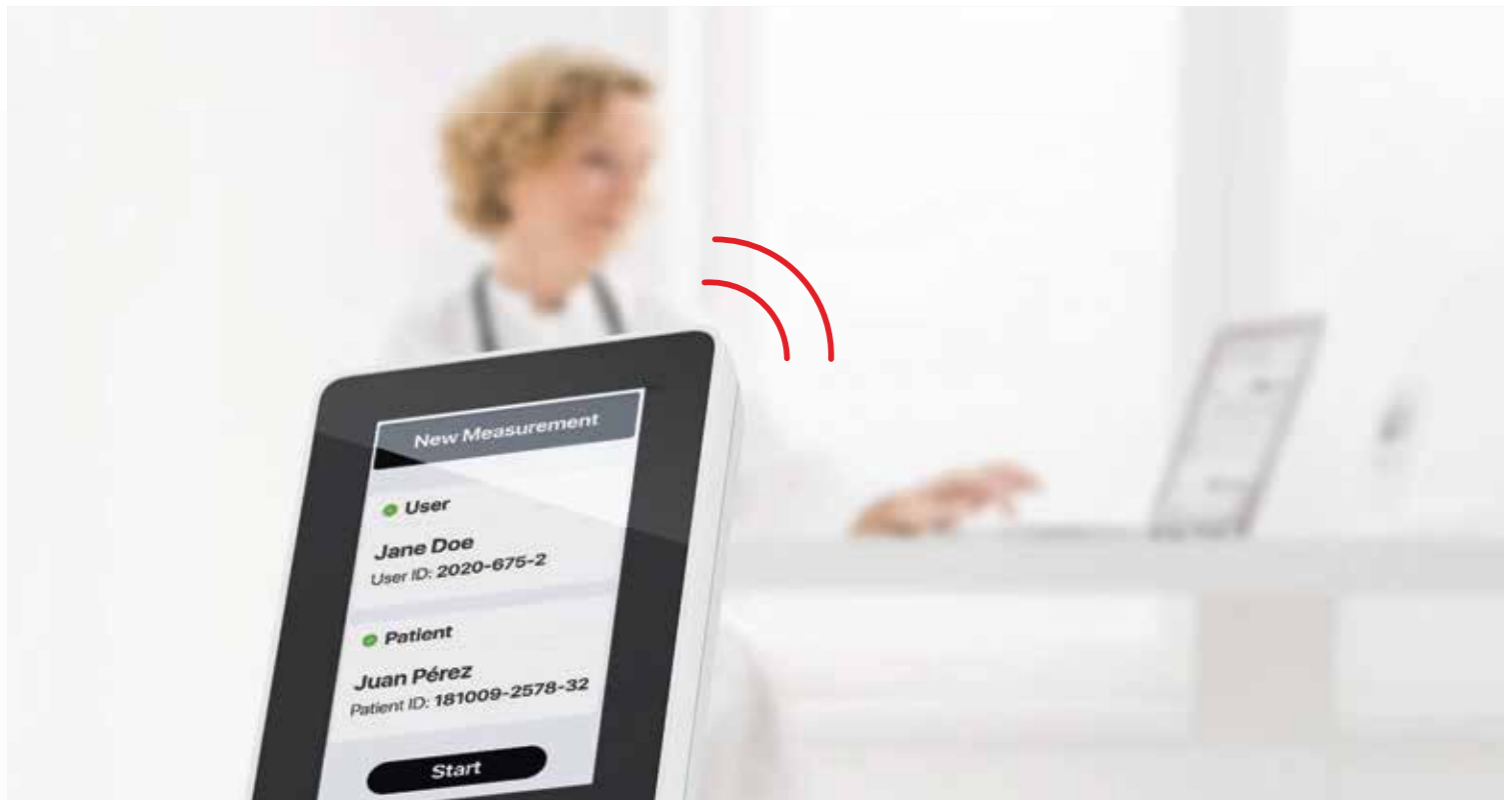 New Measurement
User
Jane Doe
User ID: 2020-675-2
Patient
Juan Pérez
Patient ID: 181009-2578-32
Start